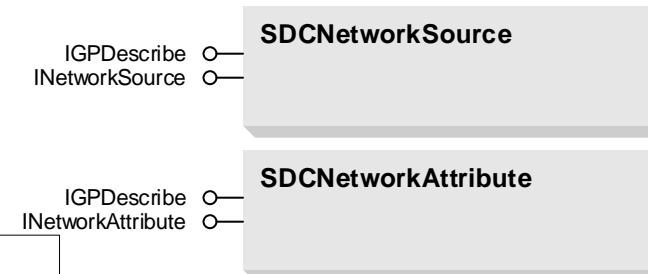 SDCNetworkSource
IGPDescribe
INetworkSource
SDCNetworkAttribute
IGPDescribe
INetworkAttribute